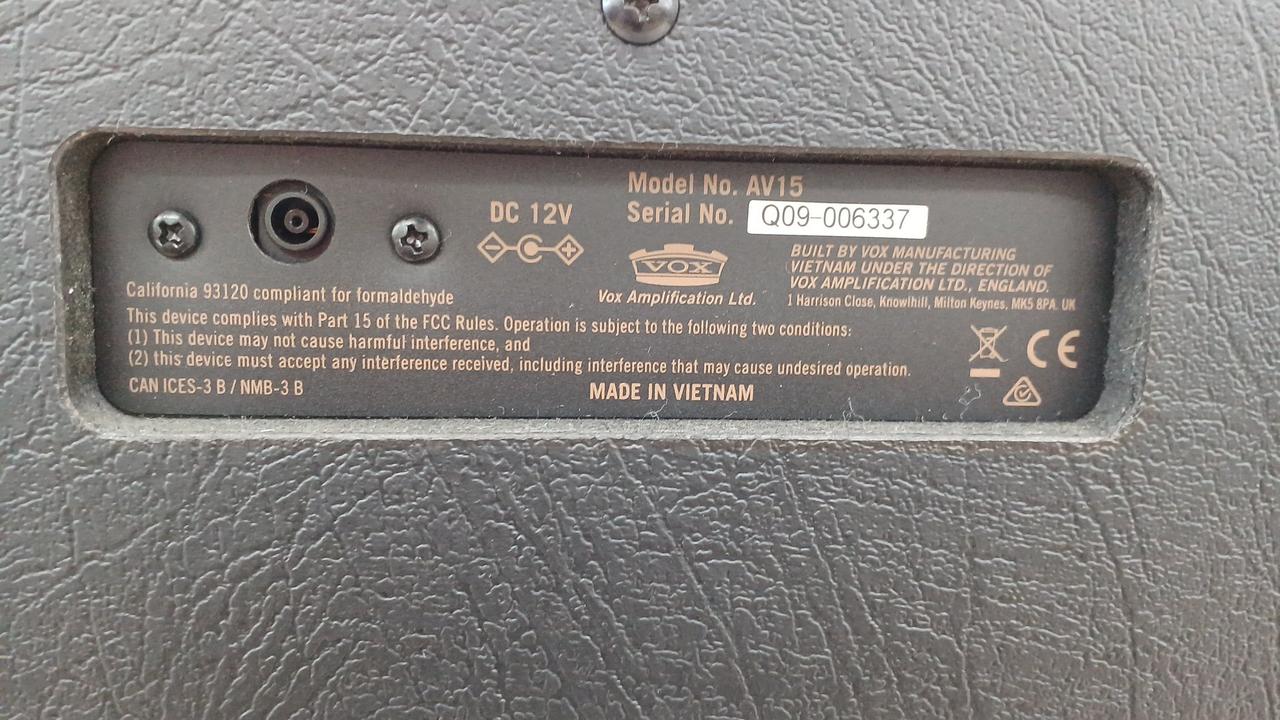 Model No. AV15
DC 12V
Serial No. Q09-006337
VOX
Vox Amplification Ltd.
BUILT BY VOX MANUFACTURING
VIETNAM UNDER THE DIRECTION OF
VOX AMPLIFICATION LTD., ENGLAND.
1 Harrison Close, Knowlhill, Milton Keynes, MK5 8PA. UK
California 93120 compliant for formaldehyde
This device complies with Part 15 of the FCC Rules. Operation is subject to the following two conditions:
(1) This device may not cause harmful interference, and
(2) this device must accept any interference received, including interference that may cause undesired operation.
CE
CAN ICES-3 B / NMB-3 B
MADE IN VIETNAM